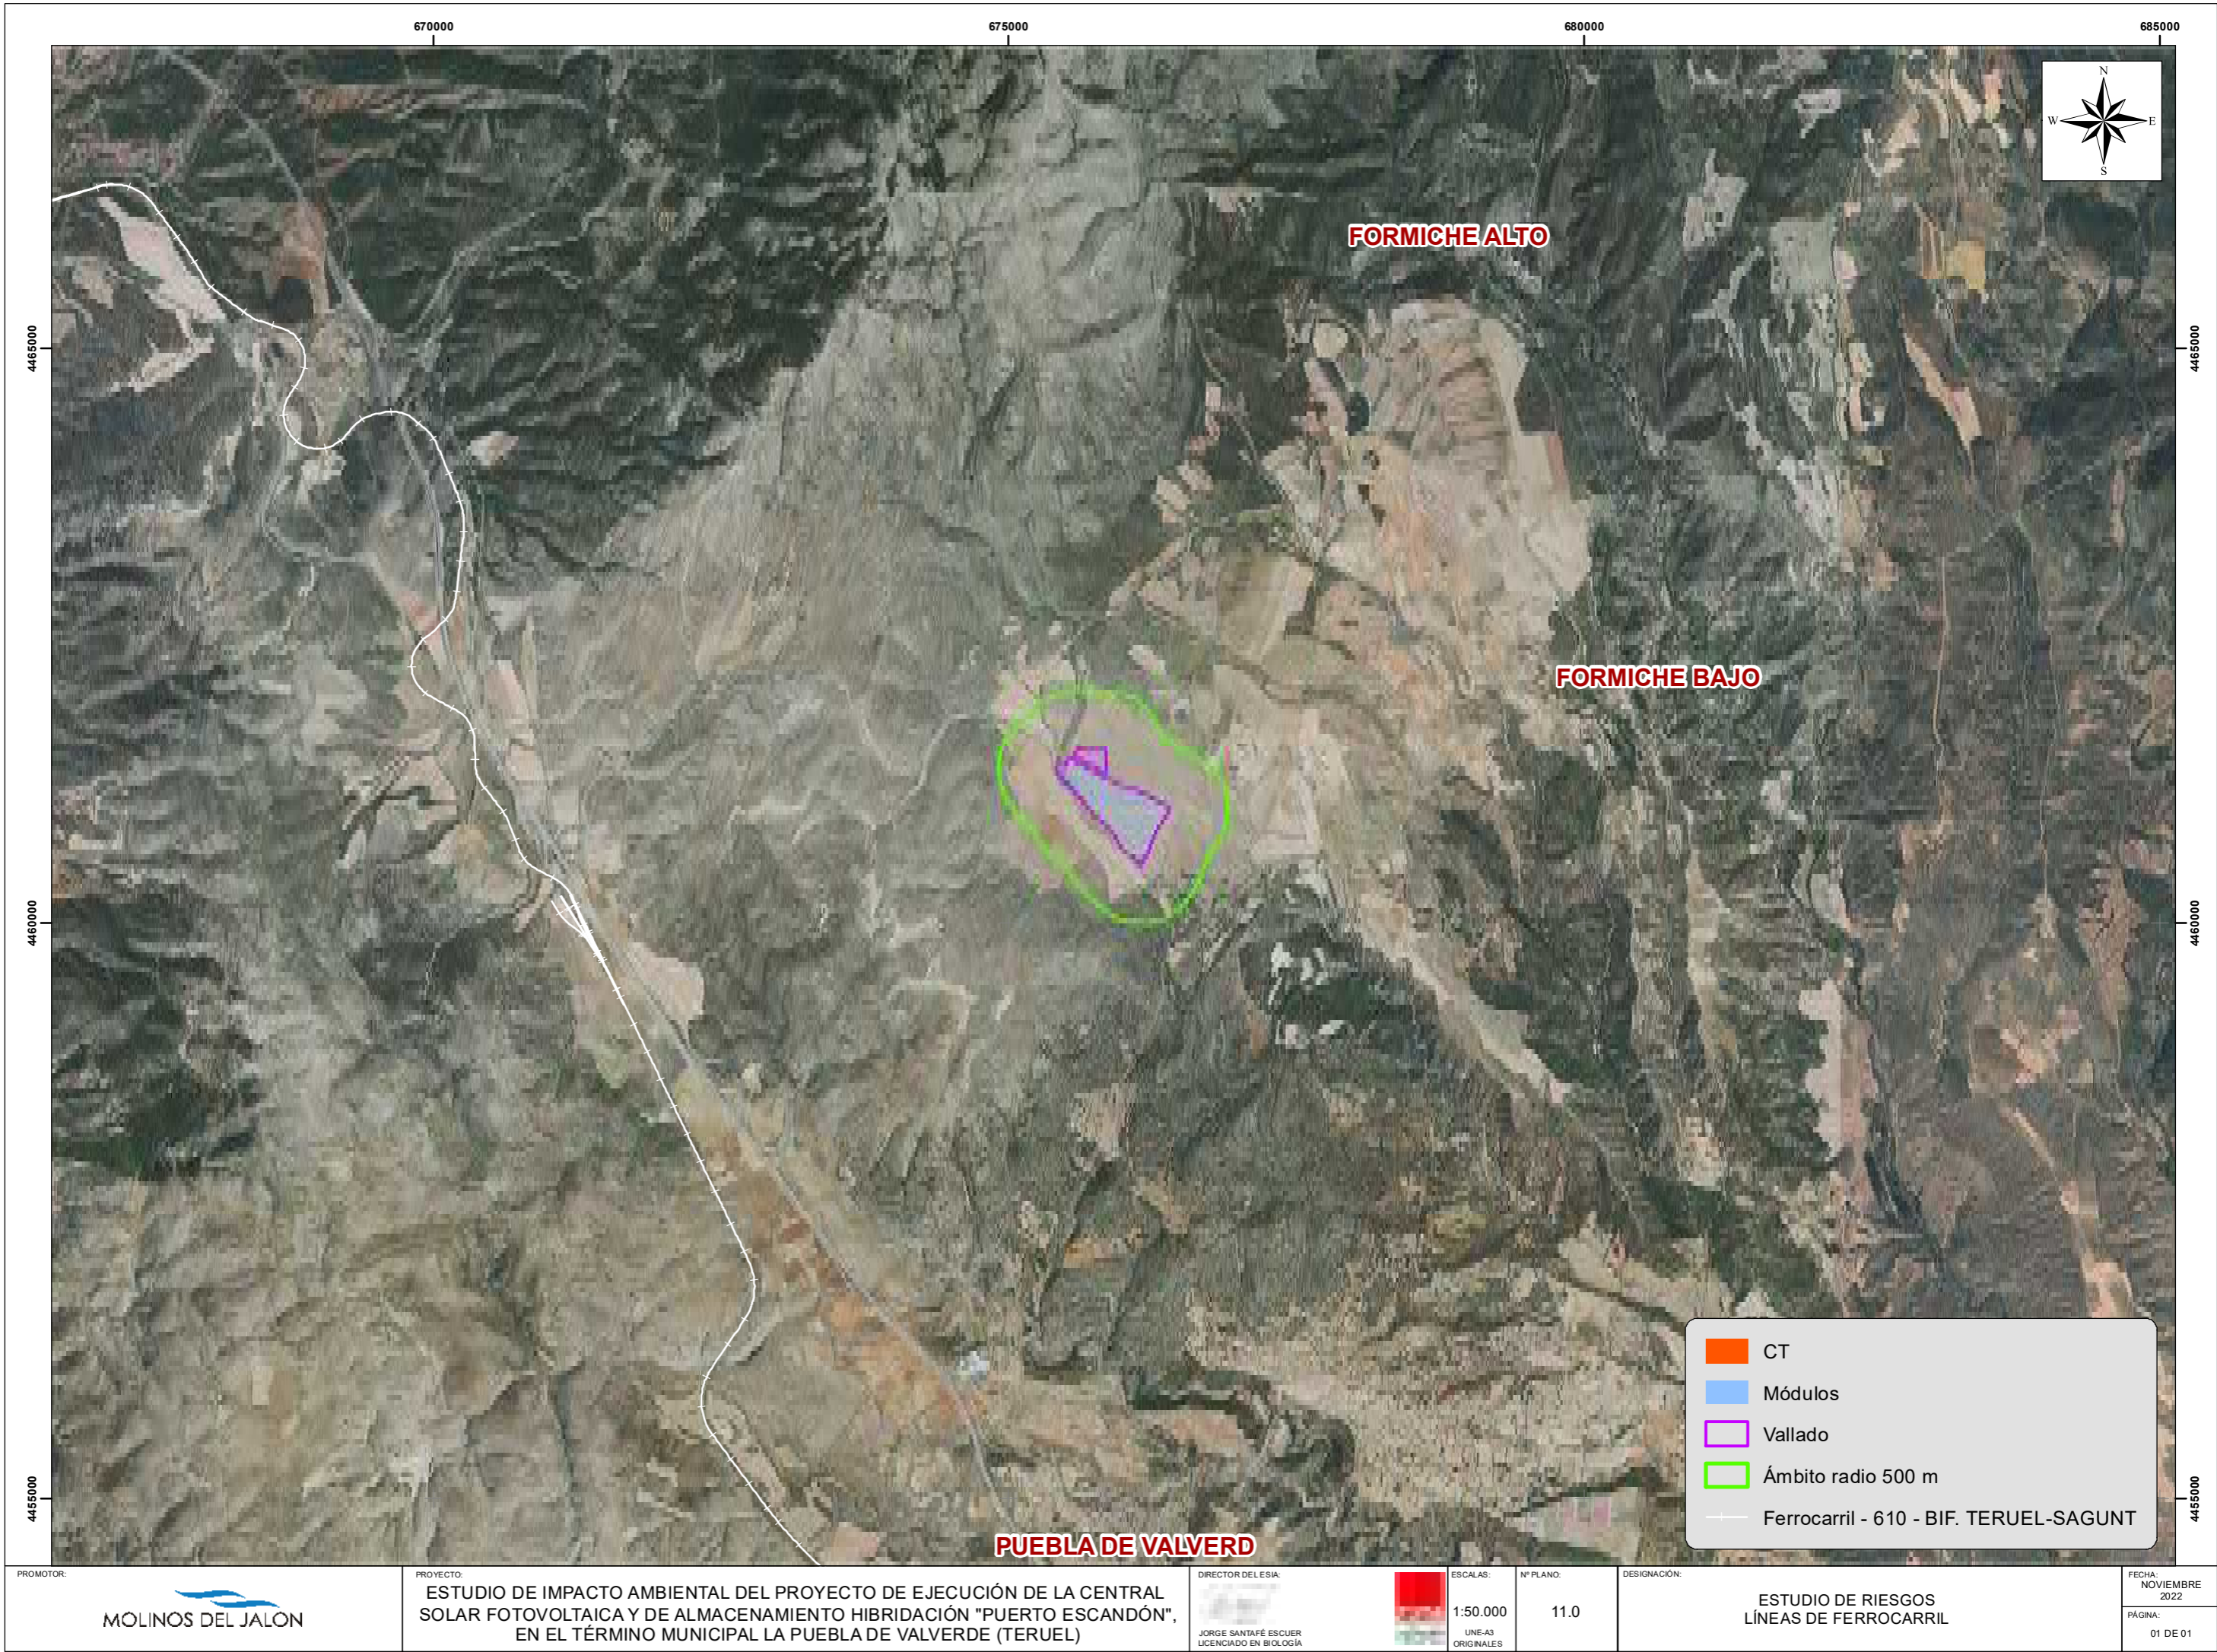 670000
675000
680000
685000
N
W
E
S
FORMICHE ALTO
4465000
4465000
FORMICHE BAJO
4460000
4460000
CT
Módulos
Vallado
Ámbito radio 500 m
Ferrocarril - 610 - BIF. TERUEL-SAGUNT
4455000
4455000
PUEBLA DE VALVERD
PROMOTOR:
MOLINOS DEL JALÓN
PROYECTO:
ESTUDIO DE IMPACTO AMBIENTAL DEL PROYECTO DE EJECUCIÓN DE LA CENTRAL
SOLAR FOTOVOLTAICA Y DE ALMACENAMIENTO HIBRIDACIÓN "PUERTO ESCANDÓN",
EN EL TÉRMINO MUNICIPAL LA PUEBLA DE VALVERDE (TERUEL)
DIRECTOR DEL ESIA:
JORGE SANTAFÉ ESCUER
LICENCIADO EN BIOLOGÍA
ESCALAS:
1:50.000
UNE-A3
ORIGINALES
Nº PLANO:
11.0
DESIGNACIÓN:
ESTUDIO DE RIESGOS
LÍNEAS DE FERROCARRIL
FECHA:
NOVIEMBRE
2022
PÁGINA:
01 DE 01